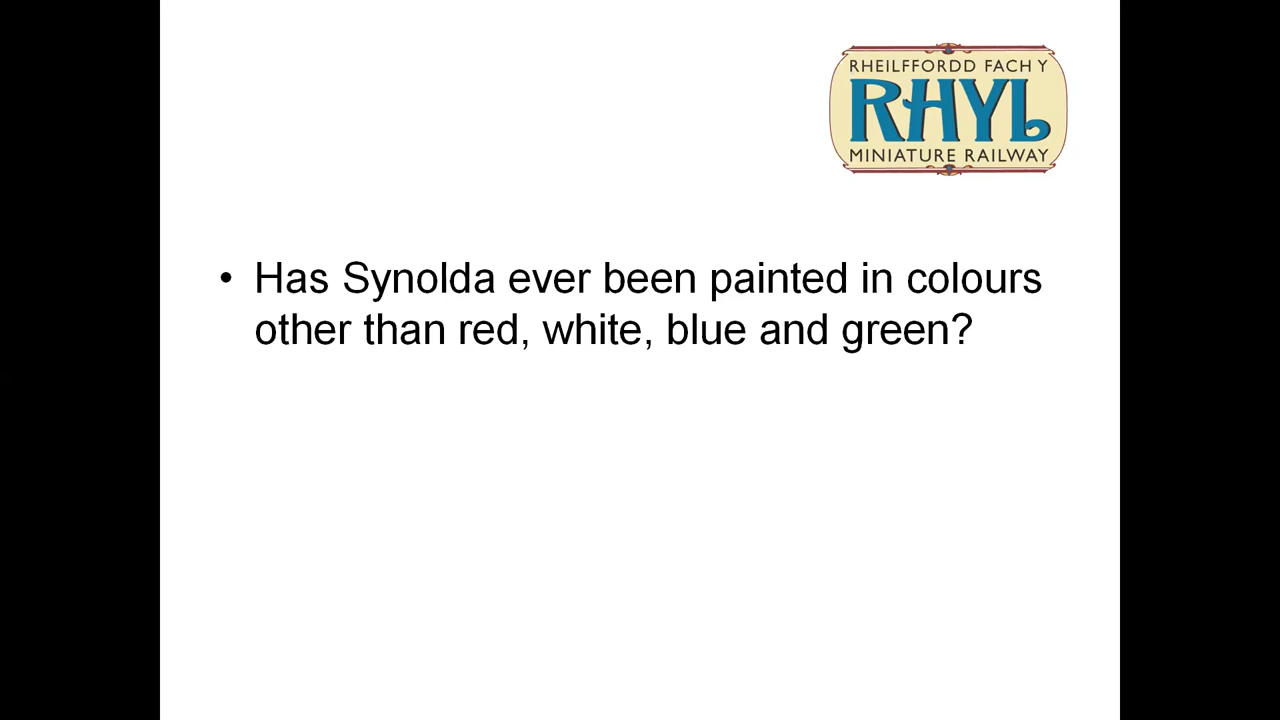 RHEILFFORDD FACH Y
RHYL
MINIATURE RAILWAY
• Has Synolda ever been painted in colours
other than red, white, blue and green?